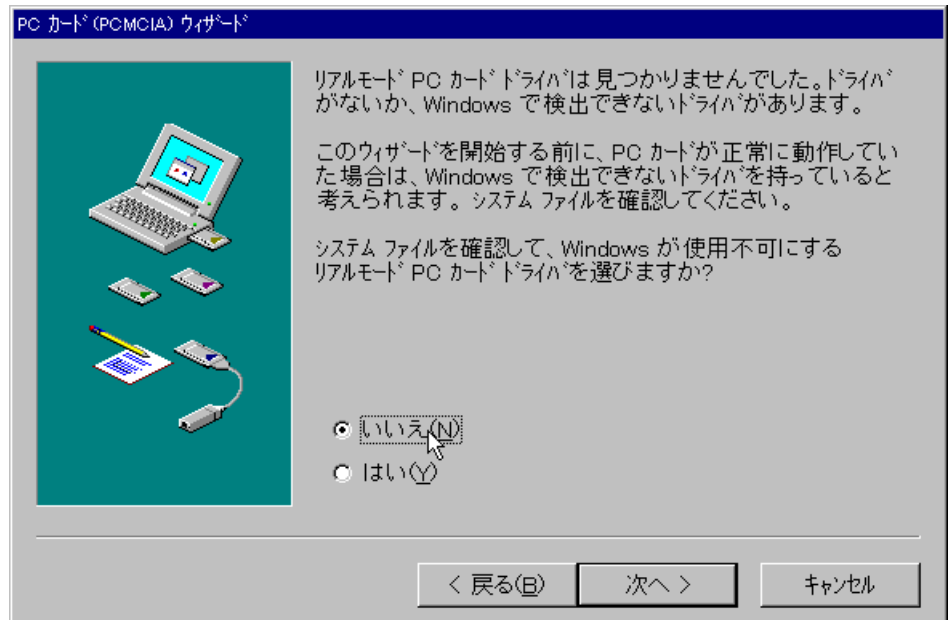 PC ｶｰﾄﾞ(PCMCIA) ｳｨｻﾞｰﾄﾞ
ﾘｱﾙﾓｰﾄﾞ PC ｶｰﾄﾞ ﾄﾞﾗｲﾊﾞは見つかりませんでした。ﾄﾞﾗｲﾊﾞ
がないか、Windows で検出できないﾄﾞﾗｲﾊﾞがあります。
このｳｨｻﾞｰﾄﾞを開始する前に、PC ｶｰﾄﾞが正常に動作してい
た場合は、Windows で検出できないﾄﾞﾗｲﾊﾞを持っていると
考えられます。ｼｽﾃﾑ ﾌｧｲﾙを確認してください。
ｼｽﾃﾑ ﾌｧｲﾙを確認して、Windows が使用不可にする
ﾘｱﾙﾓｰﾄﾞ PC ｶｰﾄﾞ ﾄﾞﾗｲﾊﾞを選びますか?
いいえ(N)
はい(Y)
< 戻る(B)
次へ >
ｷｬﾝｾﾙ